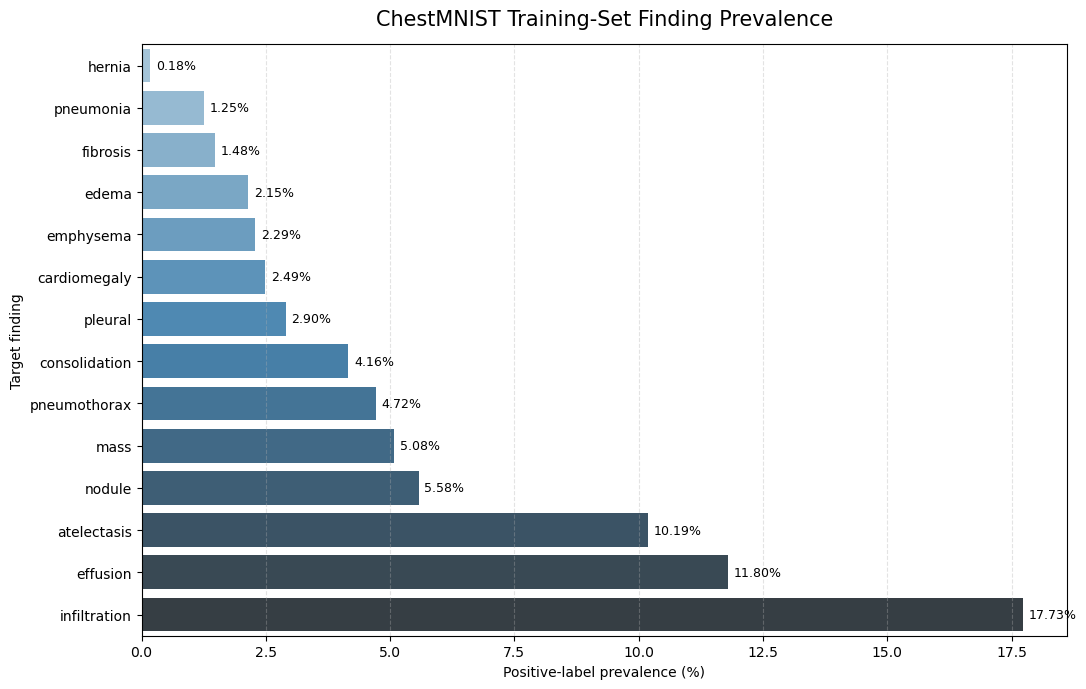 ChestMNIST Training-Set Finding Prevalence
hernia 0.18%
pneumonia 1.25%
fibrosis 1.48%
edema 2.15%
emphysema 2.29%
cardiomegaly 2.49%
pleural 2.90%
consolidation 4.16%
pneumothorax 4.72%
mass 5.08%
nodule 5.58%
atelectasis 10.19%
effusion 11.80%
infiltration 17.73%
Target finding
0.0 2.5 5.0 7.5 10.0 12.5 15.0 17.5
Positive-label prevalence (%)